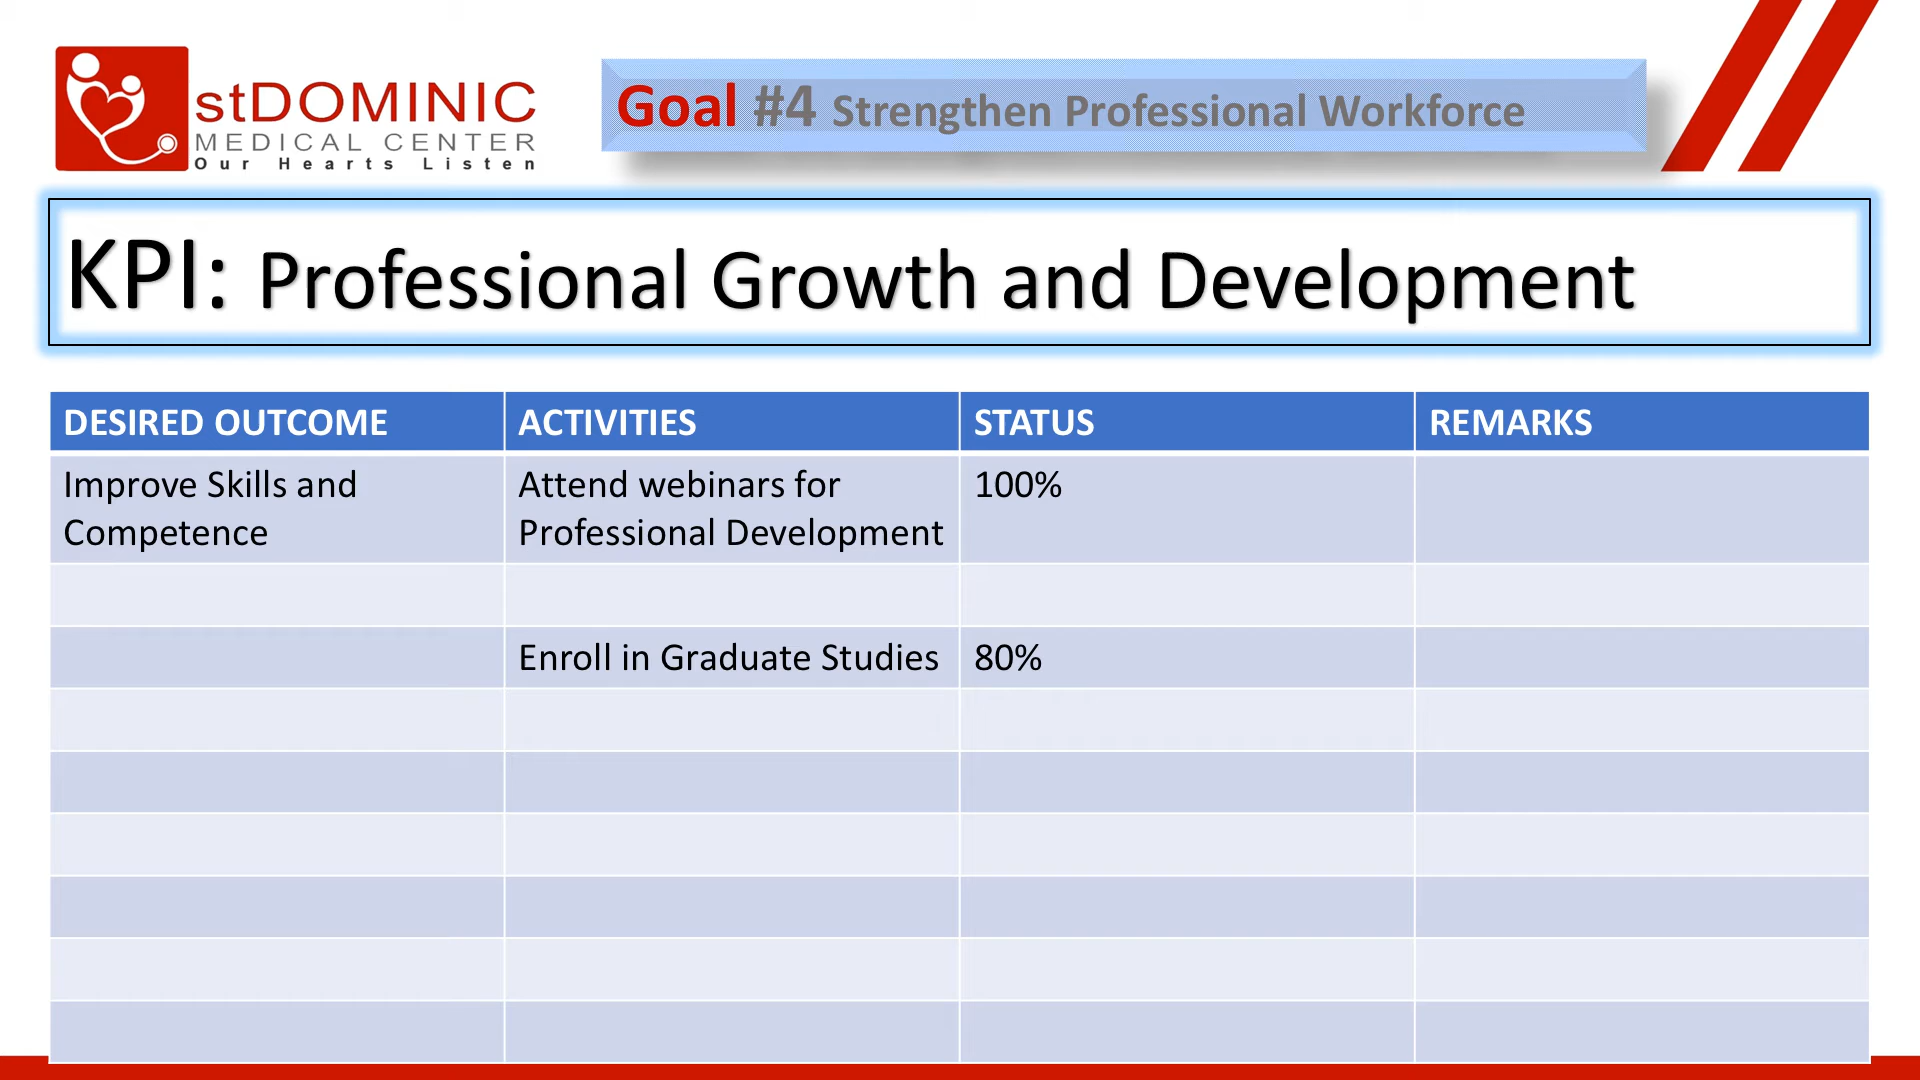 stDOMINIC
MEDICAL CENTER
Our Hearts Listen
Goal #4 Strengthen Professional Workforce
KPI: Professional Growth and Development
DESIRED OUTCOME ACTIVITIES STATUS REMARKS
Improve Skills and Attend webinars for 100%
Competence Professional Development
Enroll in Graduate Studies 80%